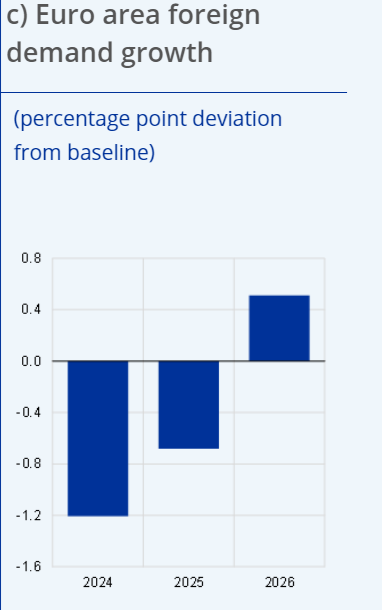 c) Euro area foreign
demand growth
(percentage point deviation
from baseline)
0.8
0.4
0.0
-0.4
-0.8
-1.2
-1.6
2024 2025 2026